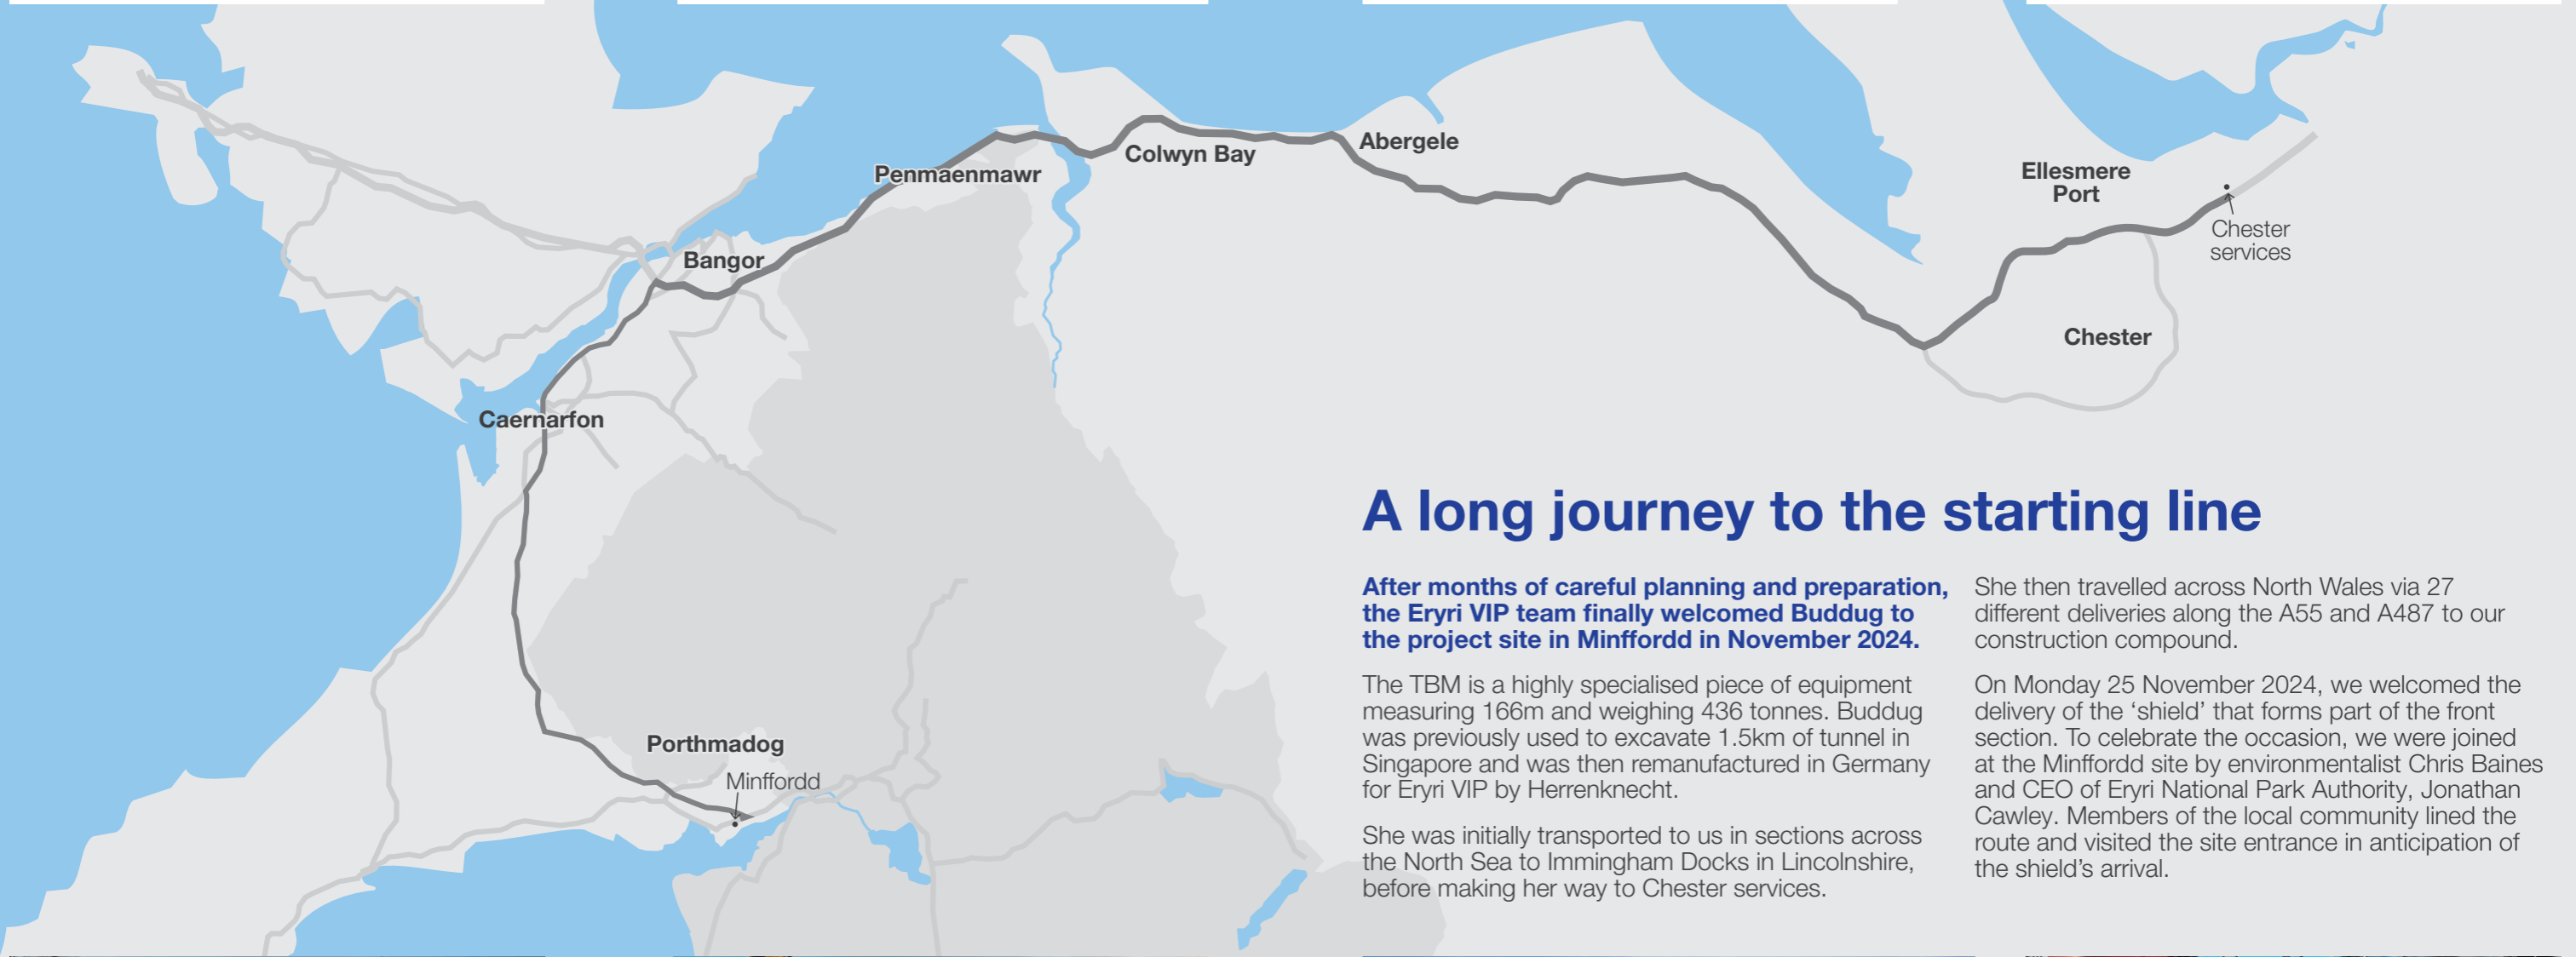 Abergele
Colwyn Bay
Penmaenmawr
Ellesmere
Port
Chester
services
Bangor
Chester
Caernarfon
Porthmadog
Minffordd
A long journey to the starting line
After months of careful planning and preparation,
the Eryri VIP team finally welcomed Buddug to
the project site in Minffordd in November 2024.
The TBM is a highly specialised piece of equipment
measuring 166m and weighing 436 tonnes. Buddug
was previously used to excavate 1.5km of tunnel in
Singapore and was then remanufactured in Germany
for Eryri VIP by Herrenknecht.
She was initially transported to us in sections across
the North Sea to Immingham Docks in Lincolnshire,
before making her way to Chester services.
She then travelled across North Wales via 27
different deliveries along the A55 and A487 to our
construction compound.
On Monday 25 November 2024, we welcomed the
delivery of the ‘shield’ that forms part of the front
section. To celebrate the occasion, we were joined
at the Minffordd site by environmentalist Chris Baines
and CEO of Eryri National Park Authority, Jonathan
Cawley. Members of the local community lined the
route and visited the site entrance in anticipation of
the shield’s arrival.